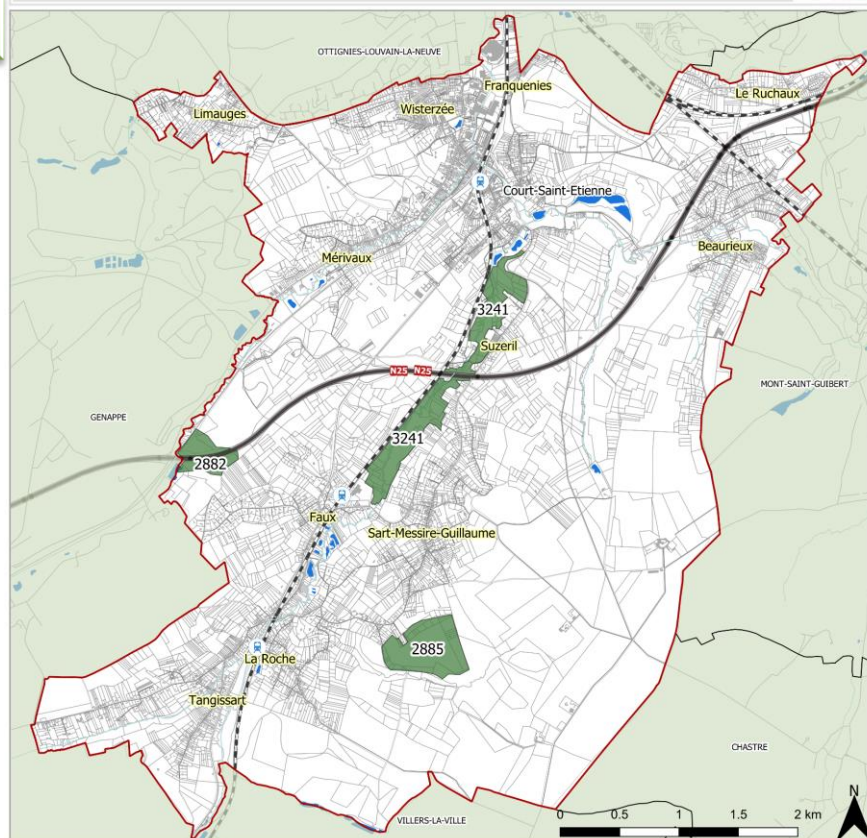 OTTIGNIES-LOUVAIN-LA-NEUVE
Franquenies
Le Ruchaux
Wisterzée
Limauges
Court-Saint-Etienne
Beaurieux
Mérivaux
3241
Suzeril
N25 N25
MONT-SAINT-GUIBERT
GENAPPE
3241
2882
Faux
Sart-Messire-Guillaume
2885
La Roche
Tangissart
CHASTRE
N
0 0.5 1 1.5 2 km
VILLERS-LA-VILLE